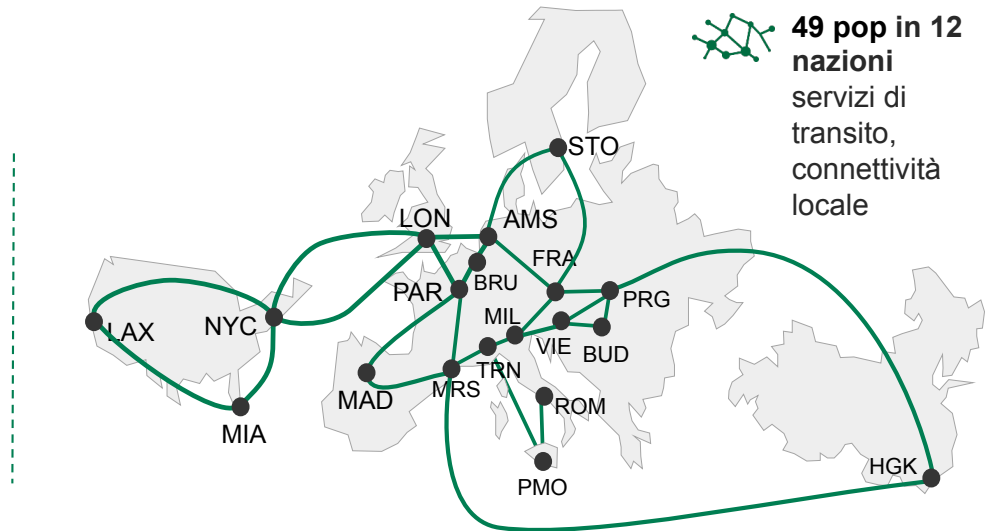 49 pop in 12
nazioni
servizi di
transito,
connettività
locale
STO
LON
AMS
FRA
BRU
PAR
PRG
MIL
NYC
LAX
VIE
BUD
TRN
MRS
MAD
ROM
MIA
HGK
PMO